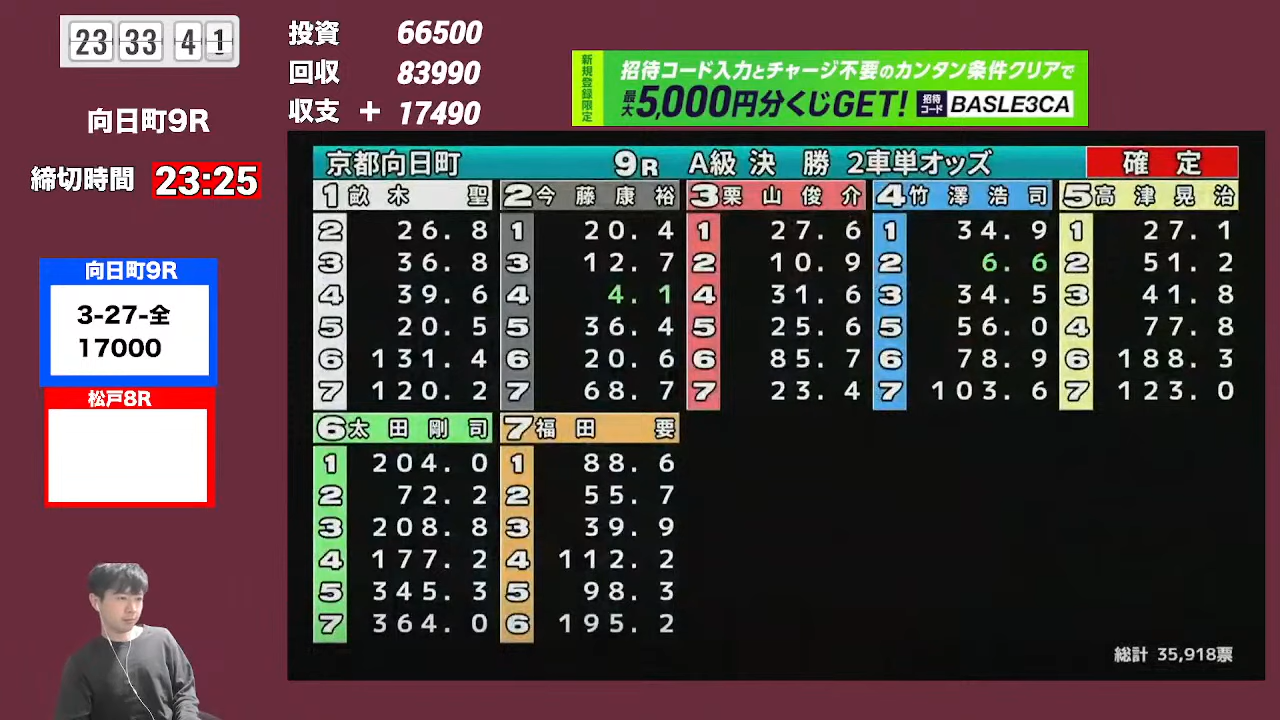 23 33 41
投資 66500
回収 83990
収支 + 17490
向日町9R
締切時間 23:25
新規登録限定
招待コード入力とチャージ不要のカンタン条件クリアで
最大5,000円分くじGET! 招待コード BASLE3CA
向日町9R
3-27-全
17000
松戸8R
京都向日町 9R A級 決 勝 2車単オッズ 確 定
1 畝木 聖 2 今藤康裕 3 栗山俊介 4 竹澤浩司 5 高津晃治
2 26.8 1 20.4 1 27.6 1 34.9 1 27.1
3 36.8 3 12.7 2 10.9 2 6.6 2 51.2
4 39.6 4 4.1 4 31.6 3 34.5 3 41.8
5 20.5 5 36.4 5 25.6 5 56.0 4 77.8
6 131.4 6 20.6 6 85.7 6 78.9 6 188.3
7 120.2 7 68.7 7 23.4 7 103.6 7 123.0
6 太田剛司 7 福田 要
1 204.0 1 88.6
2 72.2 2 55.7
3 208.8 3 39.9
4 177.2 4 112.2
5 345.3 5 98.3
7 364.0 6 195.2
総計 35,918票